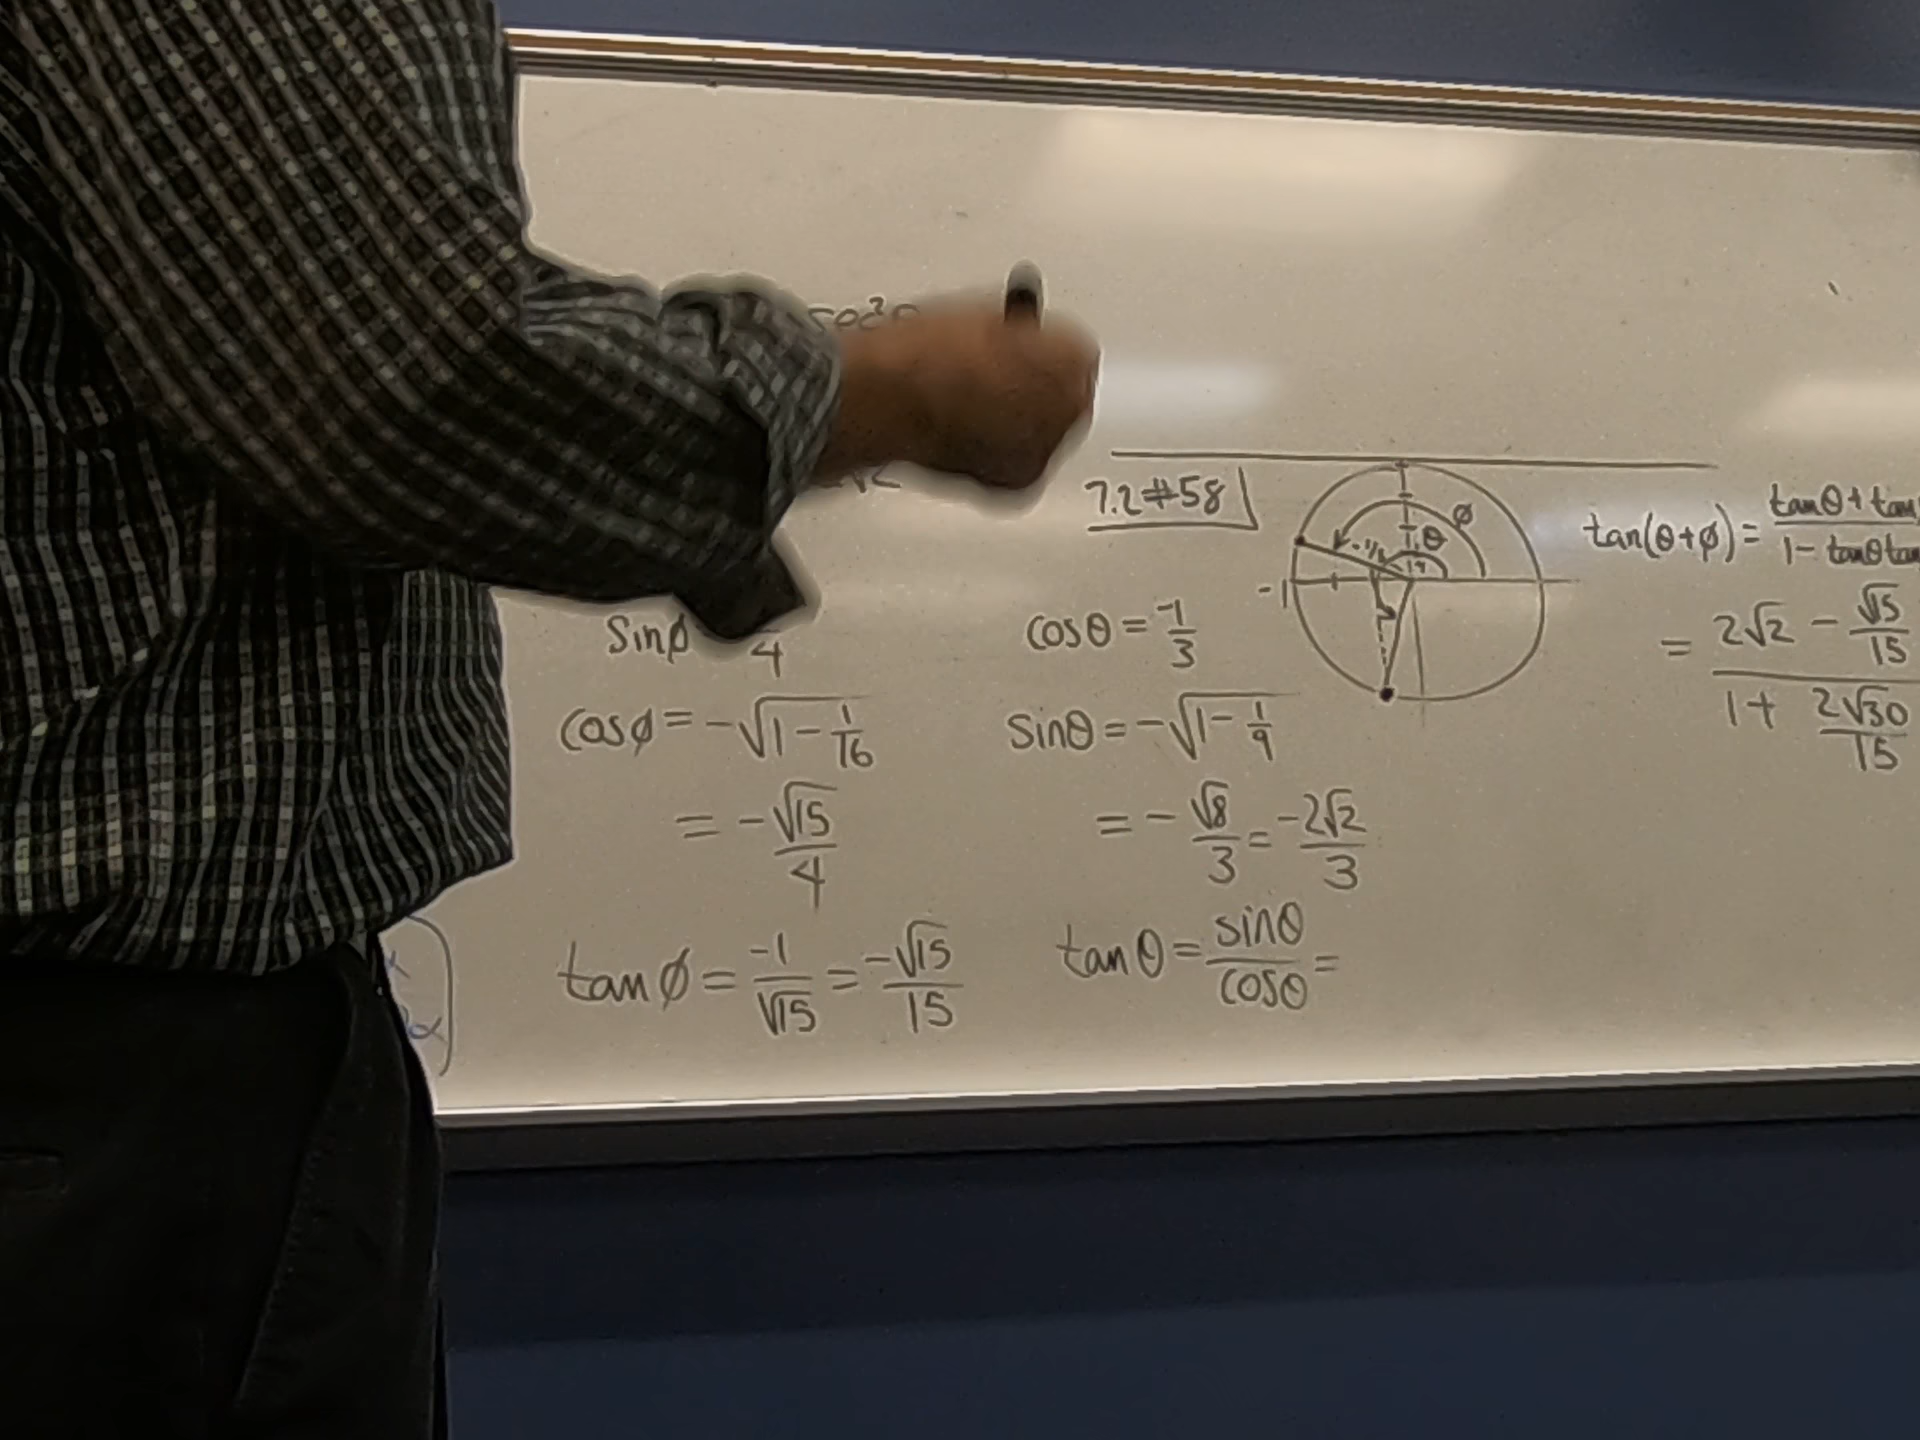 7.2 #58
-1
φ
θ
tan(θ+φ) = (tanθ + tan
1 - tanθ tan
= (2√2 - √15/15) / (1 + 2√30/15)
sinφ
4
cosφ = -√(1 - 1/16)
= -√15/4
tanφ = -1/√15 = -√15/15
cosθ = -1/3
sinθ = -√(1 - 1/9)
= -√8/3 = -2√2/3
tanθ = sinθ/cosθ =